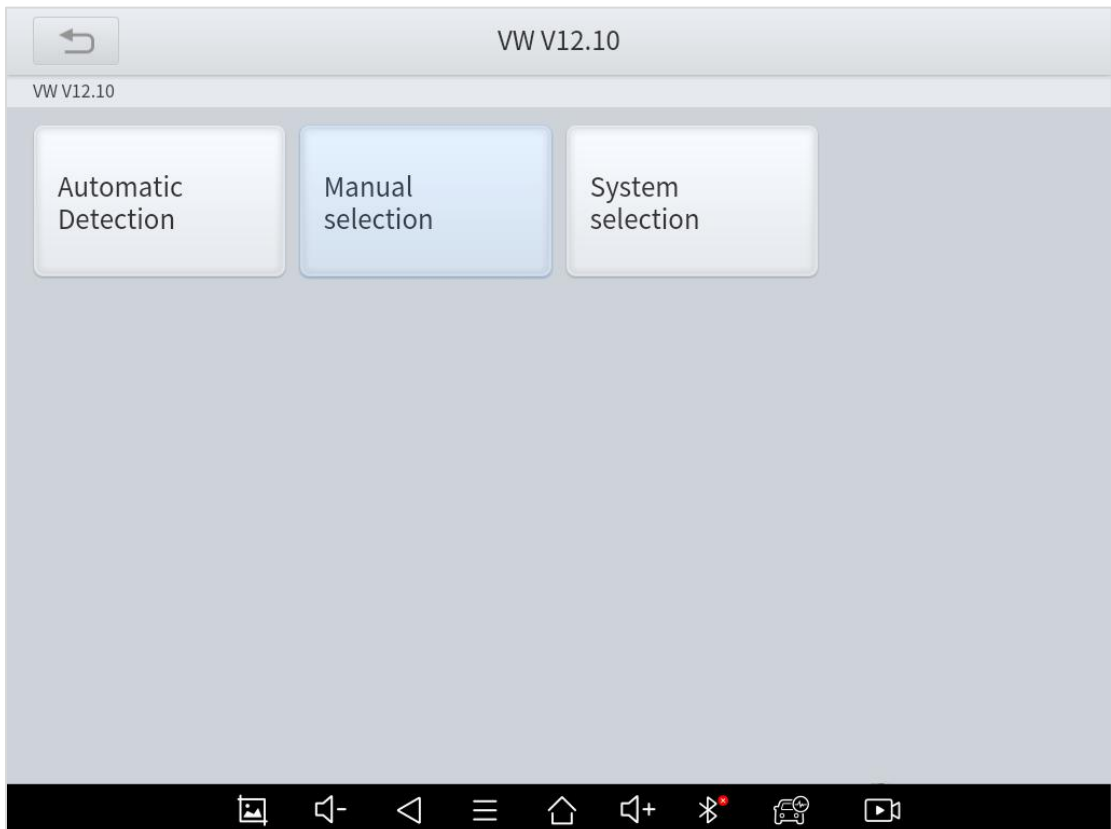 VW V12.10
VW V12.10
Automatic
Detection
Manual
selection
System
selection